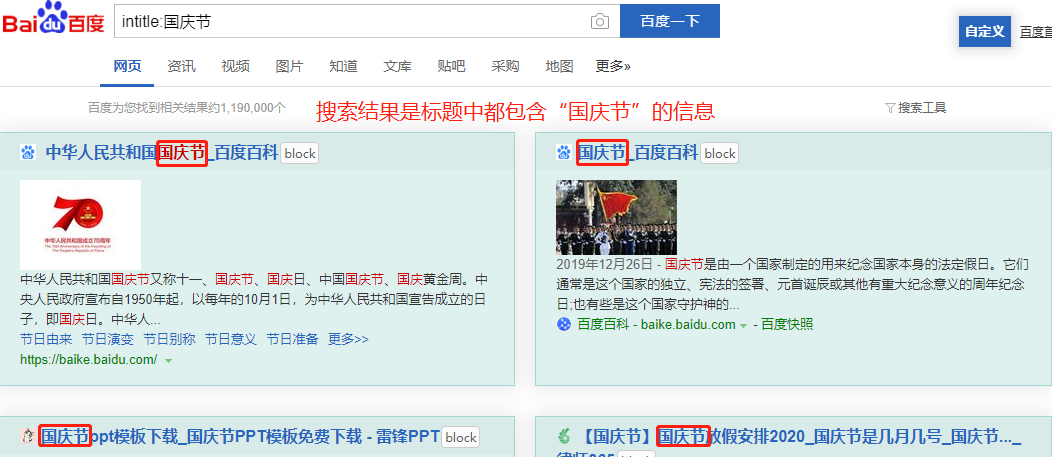 Bai du 百度
intitle:国庆节
百度一下
自定义
百度首
网页 资讯 视频 图片 知道 文库 贴吧 采购 地图 更多»
百度为您找到相关结果约1,190,000个
搜索结果是标题中都包含“国庆节”的信息
搜索工具
中华人民共和国国庆节_百度百科 block
70
中华人民共和国成立70周年
中华人民共和国国庆节又称十一、国庆节、国庆日、中国国庆节、国庆黄金周。中
央人民政府宣布自1950年起，以每年的10月1日，为中华人民共和国宣告成立的日
子，即国庆日。中华人...
节日由来 节日演变 节日别称 节日意义 节日准备 更多>>
https://baike.baidu.com/
国庆节_百度百科 block
2019年12月26日 - 国庆节是由一个国家制定的用来纪念国家本身的法定假日。它们
通常是这个国家的独立、宪法的签署、元首诞辰或其他有重大纪念意义的周年纪念
日;也有些是这个国家守护神的...
百度百科 - baike.baidu.com - 百度快照
国庆节ppt模板下载_国庆节PPT模板免费下载 - 雷锋PPT block
【国庆节】国庆节放假安排2020_国庆节是几月几号_国庆节..._